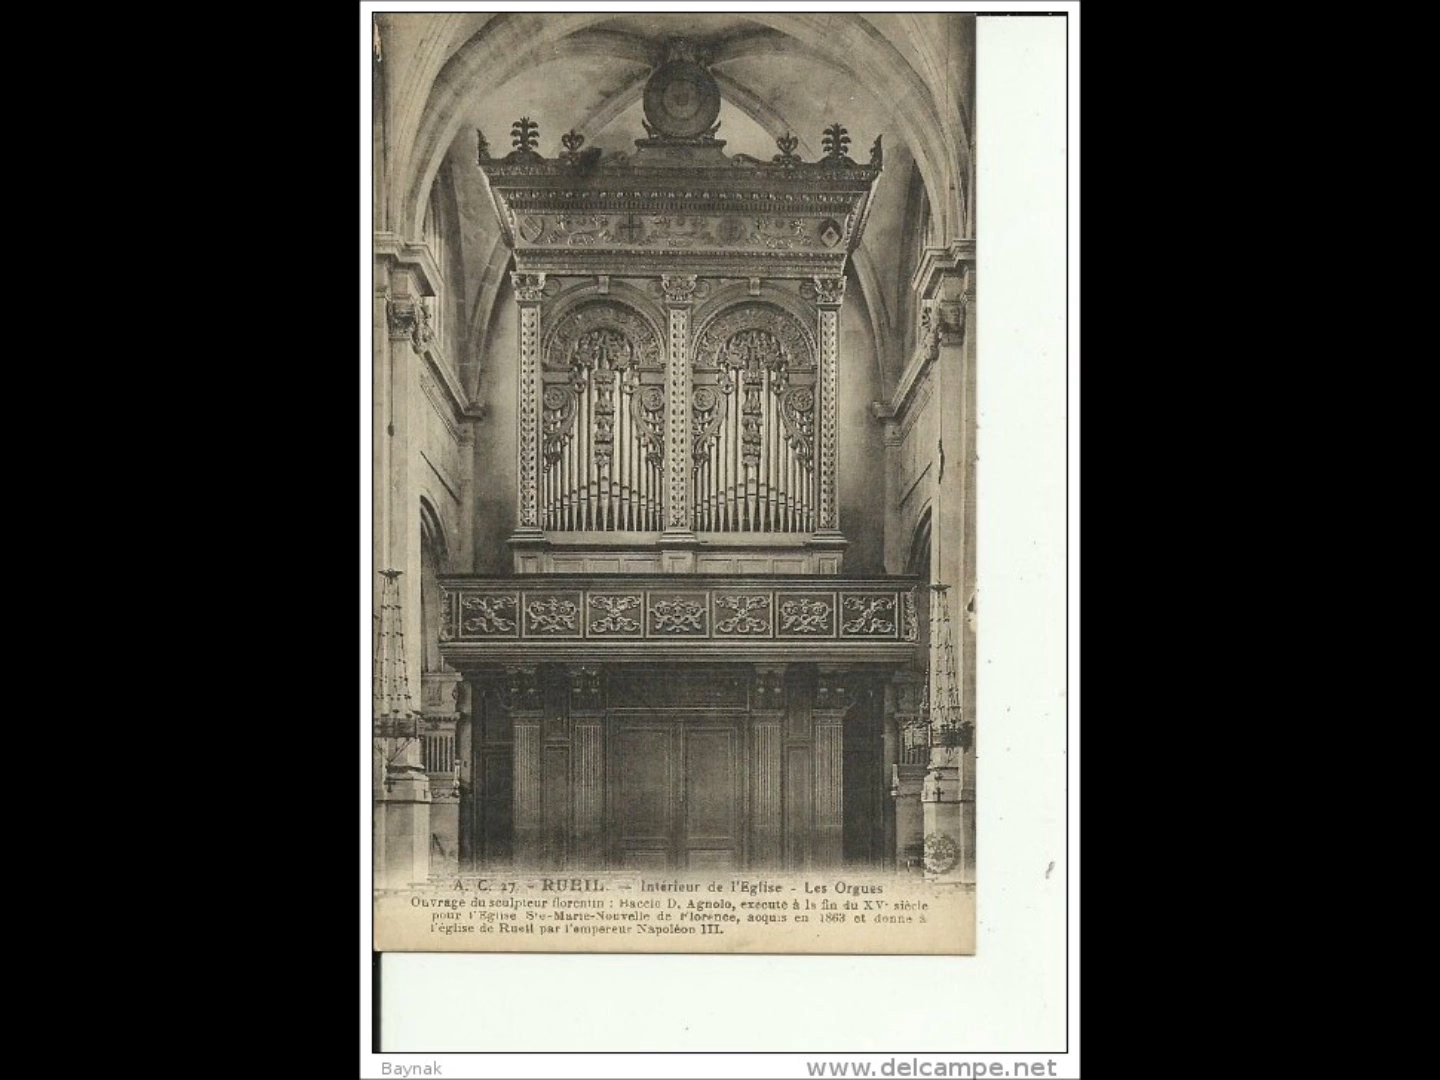 A. C. 27 - RUEIL. — Intérieur de l'Eglise - Les Orgues
Ouvrage du sculpteur florentin : Baccio D. Agnolo, exécuté à la fin du XVe siècle
pour l'Eglise Ste-Marie-Nouvelle de Florence, acquis en 1863 et donné à
l'église de Rueil par l'empereur Napoléon III.
Baynak
www.delcampe.net